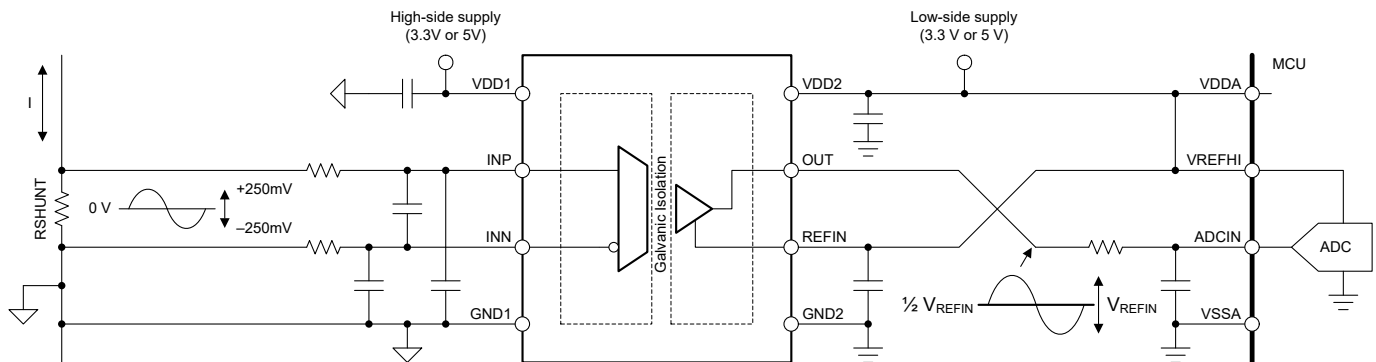 High-side supply
(3.3V or 5V)
Low-side supply
(3.3 V or 5 V)
MCU
VDD1
VDD2
VDDA
I
INP
OUT
VREFHI
RSHUNT
0 V
+250mV
–250mV
Galvanic Isolation
INN
REFIN
ADCIN
ADC
½ VREFIN
VREFIN
GND1
GND2
VSSA